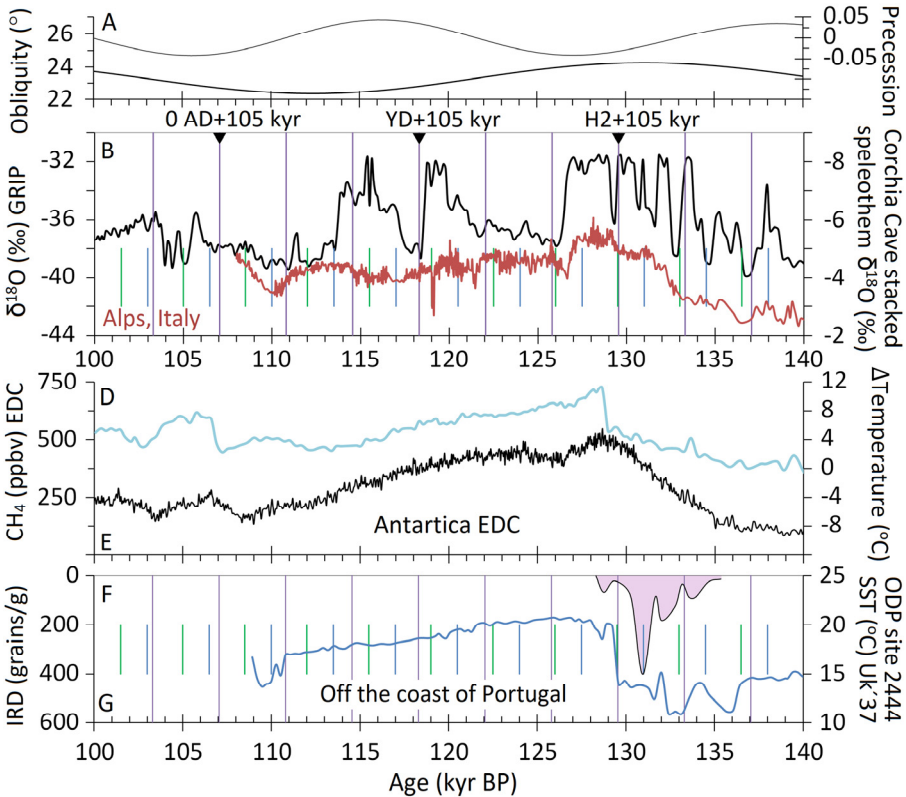 A
Obliquity (°)
26
24
22
0.05
0
-0.05
Precession
0 AD+105 kyr
YD+105 kyr
H2+105 kyr
B
δ¹⁸O (‰) GRIP
-32
-36
-40
-44
-8
-6
-4
-2
Corchia Cave stacked
speleothem δ¹⁸O (‰)
Alps, Italy
100 105 110 115 120 125 130 135 140
D
CH₄ (ppbv) EDC
750
500
250
12
8
4
0
-4
-8
ΔTemperature (°C)
Antartica EDC
E
F
IRD (grains/g)
0
200
400
600
25
20
15
10
ODP site 2444
SST (ºC) Uk´37
Off the coast of Portugal
G
100 105 110 115 120 125 130 135 140
Age (kyr BP)